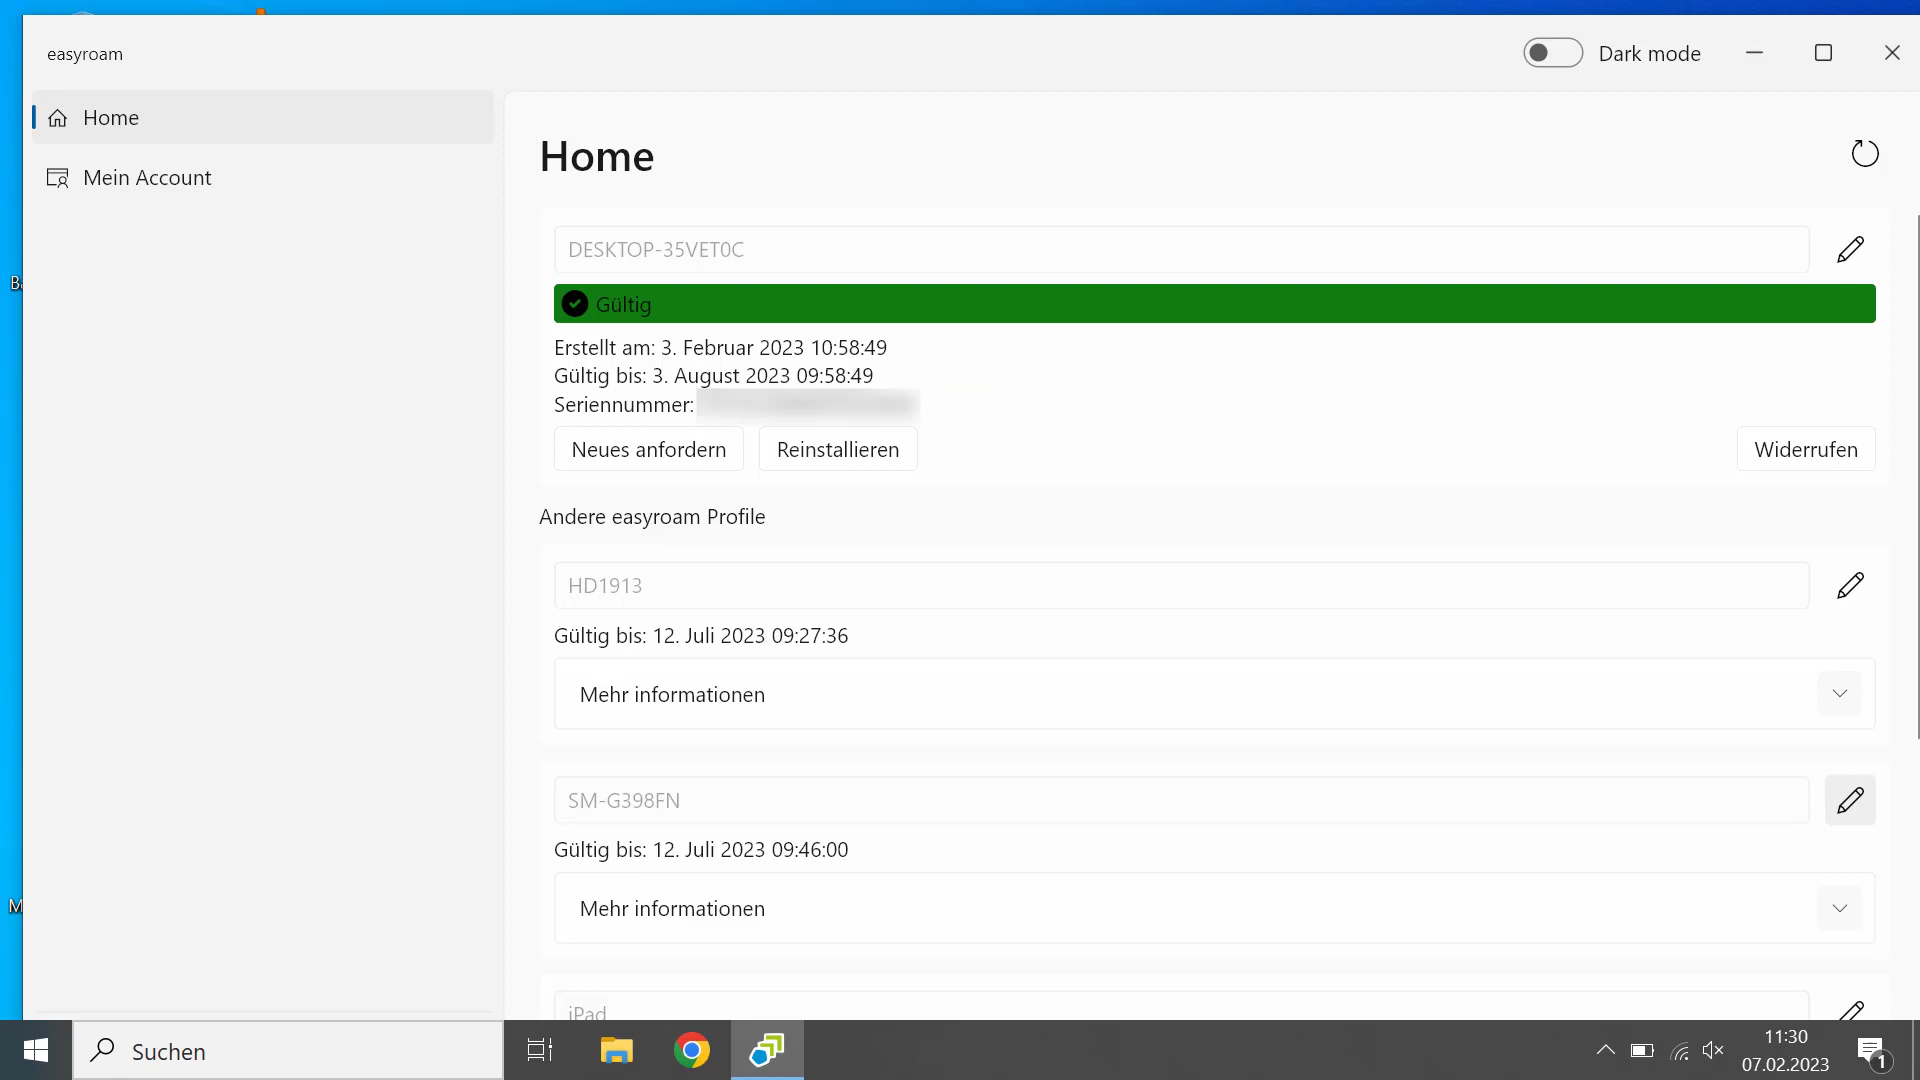 easyroam
Dark mode
Home
Mein Account
Home
DESKTOP-35VET0C
Gültig
Erstellt am: 3. Februar 2023 10:58:49
Gültig bis: 3. August 2023 09:58:49
Seriennummer:
Neues anfordern
Reinstallieren
Widerrufen
Andere easyroam Profile
HD1913
Gültig bis: 12. Juli 2023 09:27:36
Mehr informationen
SM-G398FN
Gültig bis: 12. Juli 2023 09:46:00
Mehr informationen
iPad
Suchen
11:30
07.02.2023
1